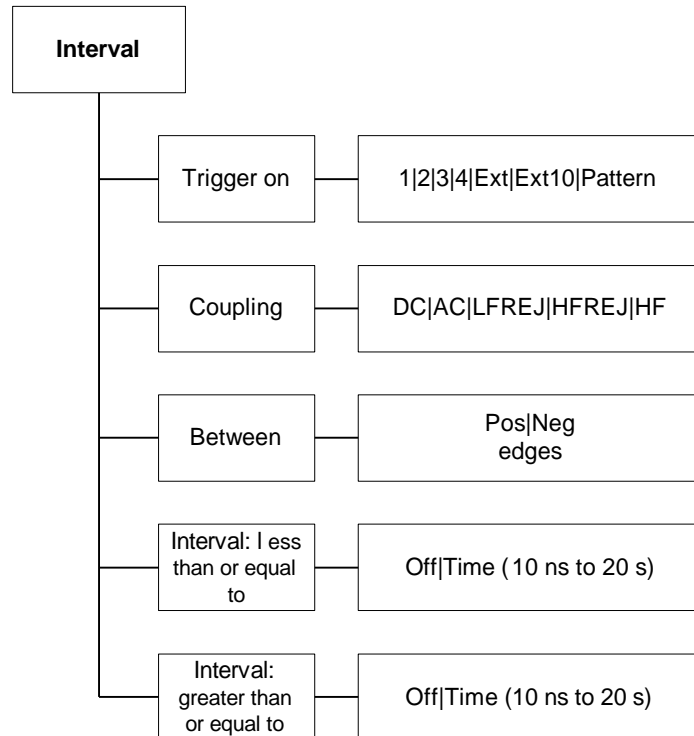 Interval
Trigger on
1|2|3|4|Ext|Ext10|Pattern
Coupling
DC|AC|LFREJ|HFREJ|HF
Between
Pos|Neg
edges
Interval: l ess
than or equal
to
Off|Time (10 ns to 20 s)
Interval:
greater than
or equal to
Off|Time (10 ns to 20 s)